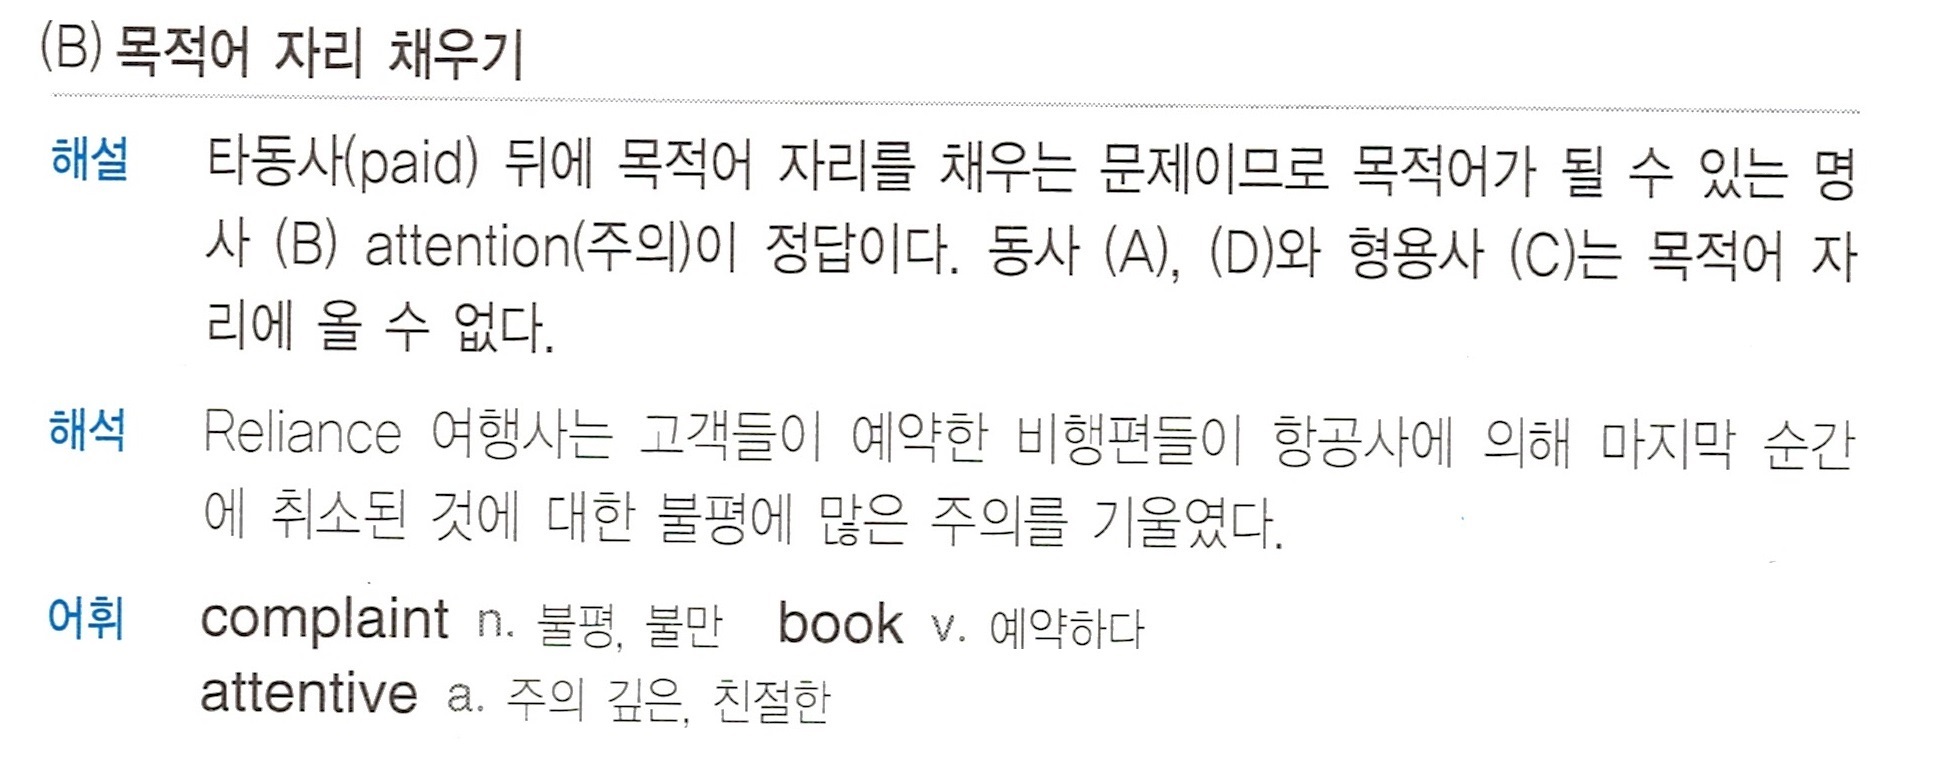 (B) 목적어 자리 채우기
해설 타동사(paid) 뒤에 목적어 자리를 채우는 문제이므로 목적어가 될 수 있는 명
사 (B) attention(주의)이 정답이다. 동사 (A), (D)와 형용사 (C)는 목적어 자
리에 올 수 없다.
해석 Reliance 여행사는 고객들이 예약한 비행편들이 항공사에 의해 마지막 순간
에 취소된 것에 대한 불평에 많은 주의를 기울였다.
어휘 complaint n. 불평, 불만 book v. 예약하다
attentive a. 주의 깊은, 친절한